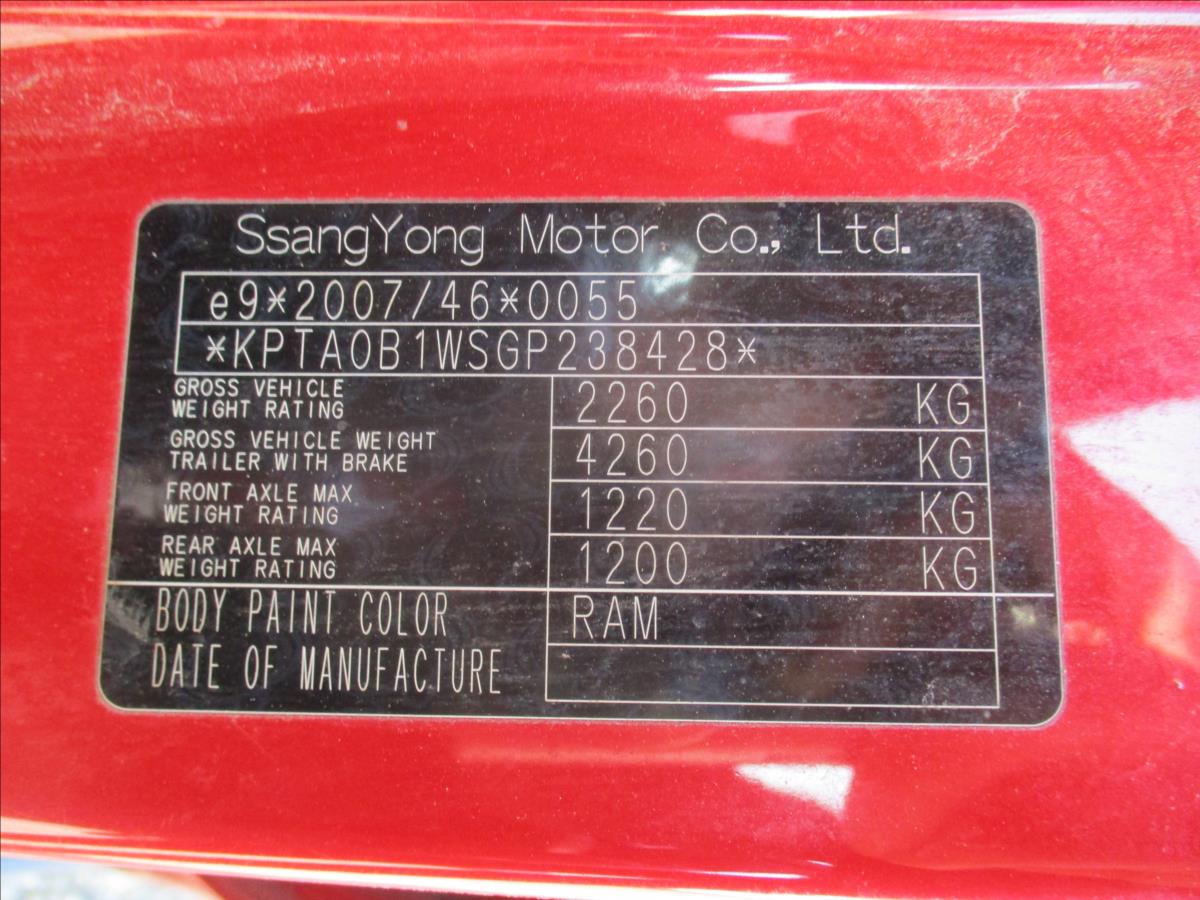 SsangYong Motor Co., Ltd.
e9*2007/46*0055
*KPTA0B1WSGP238428*
GROSS VEHICLE
WEIGHT RATING
2260 KG
GROSS VEHICLE WEIGHT
TRAILER WITH BRAKE
4260 KG
FRONT AXLE MAX
WEIGHT RATING
1220 KG
REAR AXLE MAX
WEIGHT RATING
1200 KG
BODY PAINT COLOR RAM
DATE OF MANUFACTURE